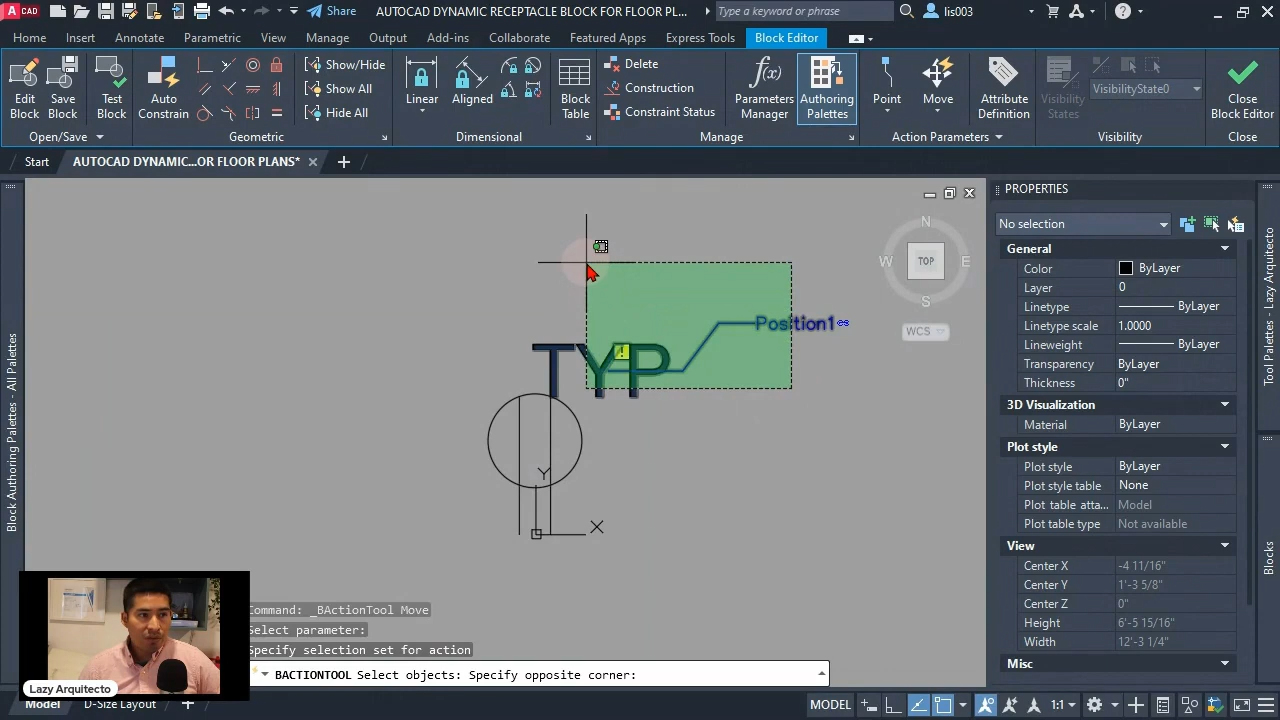 A CAD
Share
AUTOCAD DYNAMIC RECEPTACLE BLOCK FOR FLOOR PL...
Type a keyword or phrase
lis003
Home Insert Annotate Parametric View Manage Output Add-ins Collaborate Featured Apps Express Tools Block Editor
Edit Block
Save Block
Test Block
Auto Constrain
Show/Hide
Show All
Hide All
Linear
Aligned
Block Table
Delete
Construction
Constraint Status
Parameters Manager
Authoring Palettes
Point
Move
Attribute Definition
Visibility States
VisibilityState0
Close Block Editor
Open/Save
Geometric
Dimensional
Manage
Action Parameters
Visibility
Close
Start
AUTOCAD DYNAMIC...OR FLOOR PLANS*
Block Authoring Palettes - All Palettes
TYP
Position1
Y
X
N
W TOP E
S
WCS
PROPERTIES
No selection
General
Color ByLayer
Layer 0
Linetype ByLayer
Linetype scale 1.0000
Lineweight ByLayer
Transparency ByLayer
Thickness 0"
3D Visualization
Material ByLayer
Plot style
Plot style ByLayer
Plot style table None
Plot table atta... Model
Plot table type Not available
View
Center X -4 11/16"
Center Y 1'-3 5/8"
Center Z 0"
Height 6'-5 15/16"
Width 12'-3 1/4"
Misc
Tool Palettes - Lazy Arquitecto
Blocks
Command: _BActionTool Move
Select parameter:
Specify selection set for action
BACTIONTOOL Select objects: Specify opposite corner:
Lazy Arquitecto
Model D-Size Layout
MODEL
1:1